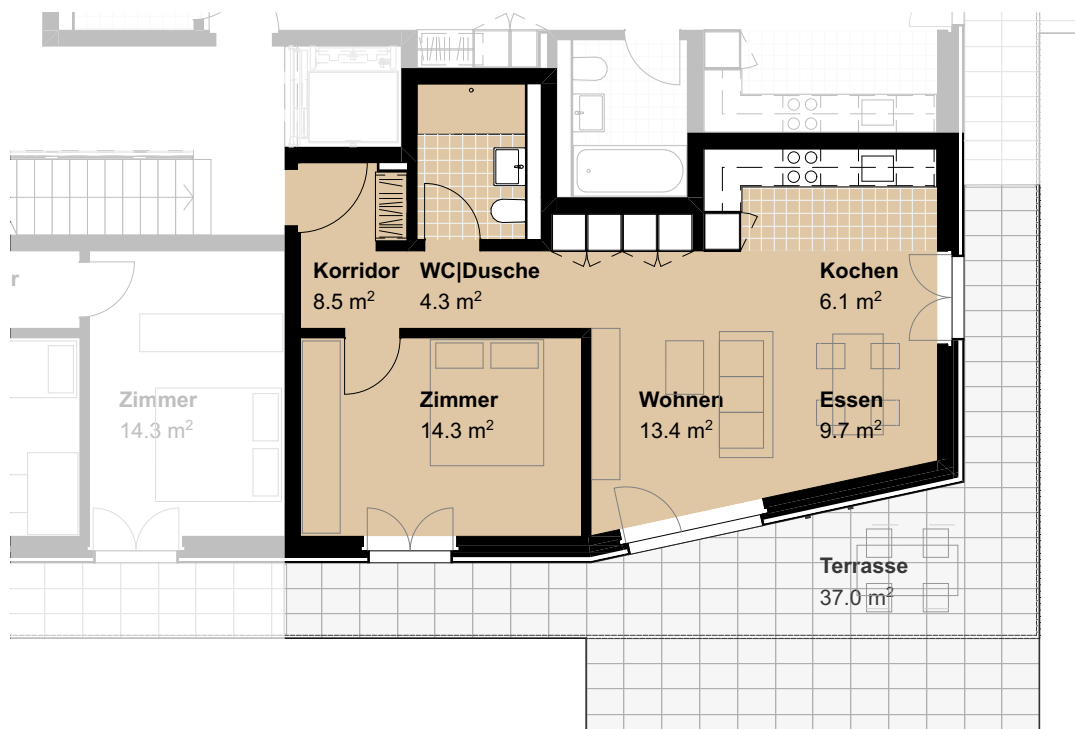 Korridor
8.5 m²
WC|Dusche
4.3 m²
Kochen
6.1 m²
r
Zimmer
14.3 m²
Zimmer
14.3 m²
Wohnen
13.4 m²
Essen
9.7 m²
Terrasse
37.0 m²